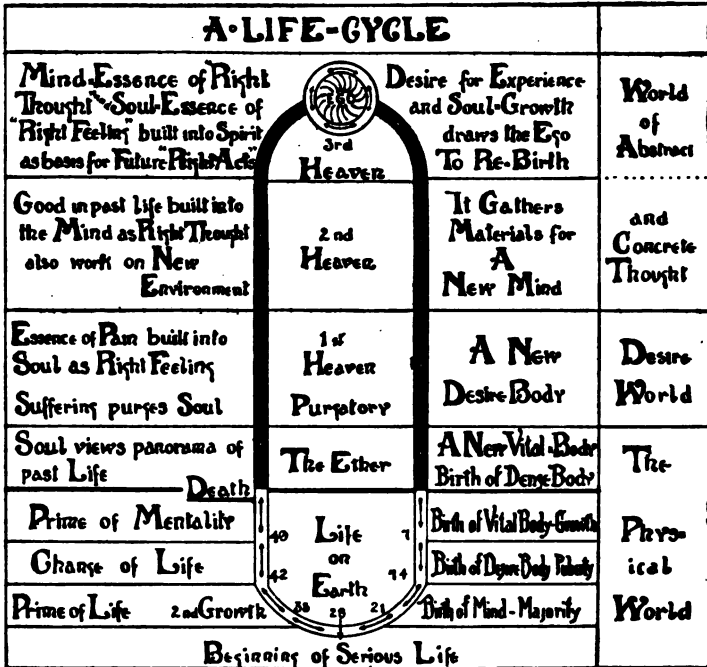 A·LIFE-CYCLE
Mind-Essence of Right
Thought and Soul-Essence of
"Right Feeling" built into Spirit
as bases for Future "Right Acts"
EGO
3rd
Heaven
Desire for Experience
and Soul-Growth
draws the Ego
To Re-Birth
World
of
Abstract
Good in past life built into
the Mind as Right Thought
also work on New
Environment
2nd
Heaven
It Gathers
Materials for
A
New Mind
and
Concrete
Thought
Essence of Pain built into
Soul as Right Feeling
Suffering purges Soul
1st
Heaven
Purgatory
A New
Desire Body
Desire
World
Soul views panorama of
past Life
Death
The Ether
A New Vital-Body
Birth of Dense-Body
The
Phys-
ical
World
Prime of Mentality
Change of Life
Prime of Life 2nd Growth
Life
on
Earth
49
42
28
21
7
14
Birth of Vital Body-Growth
Birth of Desire Body Puberty
Birth of Mind-Majority
Beginning of Serious Life